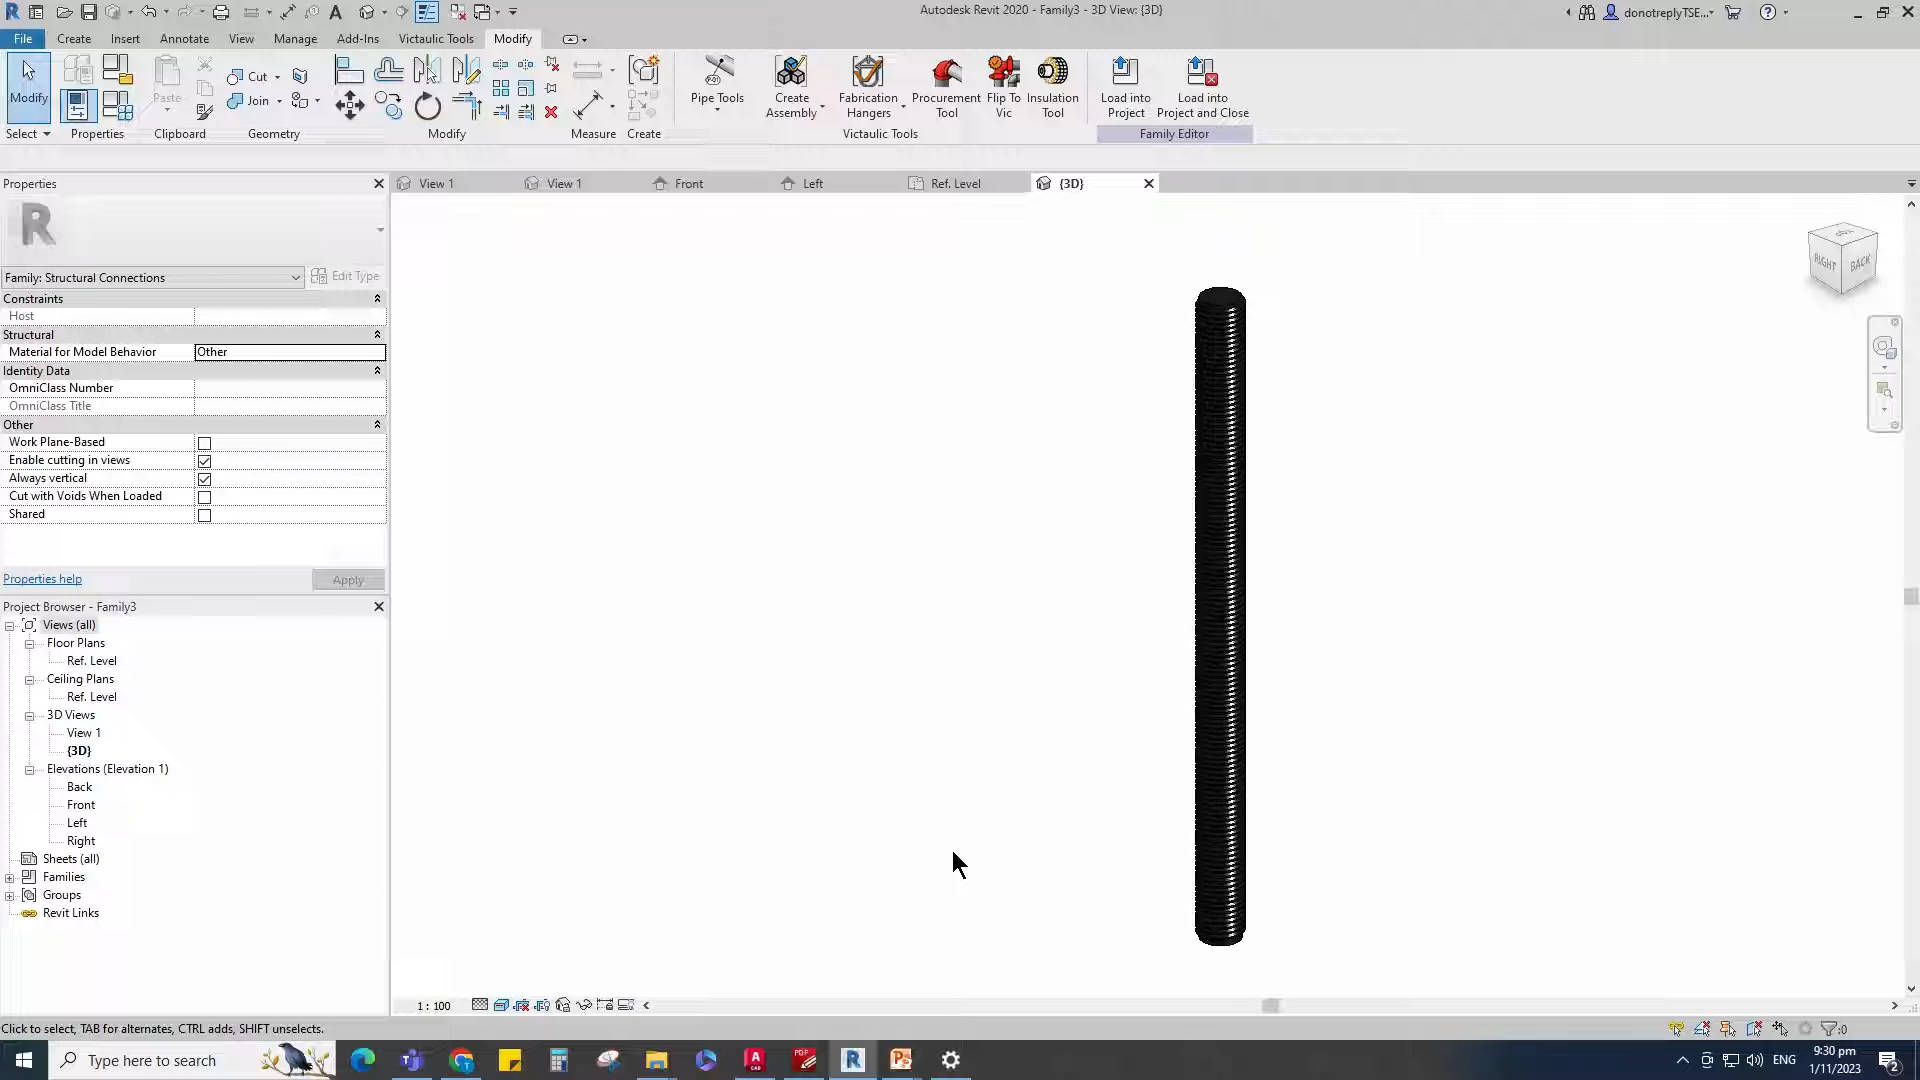 Autodesk Revit 2020 - Family3 - 3D View: {3D}
donotreplyTSE...
File
Create
Insert
Annotate
View
Manage
Add-Ins
Victaulic Tools
Modify
Modify
Paste
Cut
Join
Pipe Tools
Create Assembly
Fabrication Hangers
Procurement Tool
Flip To Vic
Insulation Tool
Load into Project
Load into Project and Close
Select
Properties
Clipboard
Geometry
Modify
Measure
Create
Victaulic Tools
Family Editor
Properties
View 1
View 1
Front
Left
Ref. Level
{3D}
Family: Structural Connections
Edit Type
Constraints
Host
Structural
Material for Model Behavior
Other
Identity Data
OmniClass Number
OmniClass Title
Other
Work Plane-Based
Enable cutting in views
Always vertical
Cut with Voids When Loaded
Shared
Properties help
Apply
RIGHT
BACK
Project Browser - Family3
Views (all)
Floor Plans
Ref. Level
Ceiling Plans
Ref. Level
3D Views
View 1
{3D}
Elevations (Elevation 1)
Back
Front
Left
Right
Sheets (all)
Families
Groups
Revit Links
1 : 100
Click to select, TAB for alternates, CTRL adds, SHIFT unselects.
:0
Type here to search
ENG
9:30 pm
1/11/2023
2